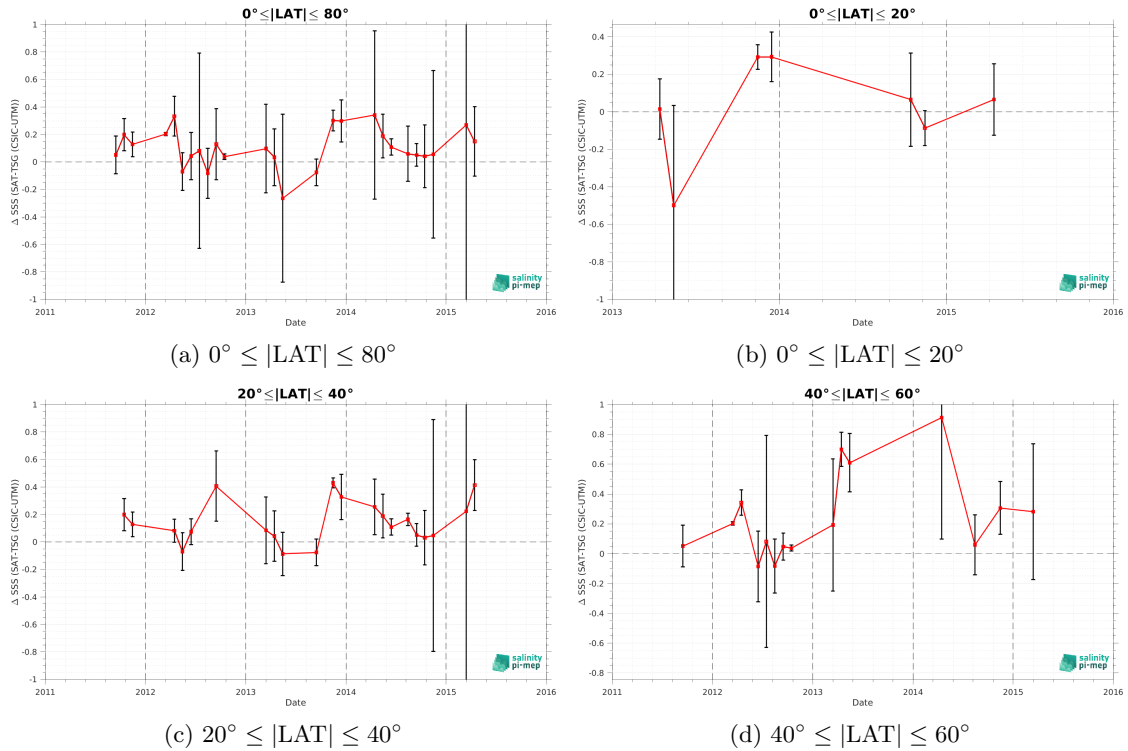 0°≤|LAT|≤ 80°
1
0.8
0.6
0.4
0.2
0
-0.2
-0.4
-0.6
-0.8
-1
Δ SSS (SAT-TSG (CSIC-UTM))
2011
2012
2013
2014
2015
2016
Date
salinity
pi-mep
(a) 0° ≤ |LAT| ≤ 80°
0°≤|LAT|≤ 20°
0.4
0.2
0
-0.2
-0.4
-0.6
-0.8
-1
Δ SSS (SAT-TSG (CSIC-UTM))
2013
2014
2015
2016
Date
salinity
pi-mep
(b) 0° ≤ |LAT| ≤ 20°
20°≤|LAT|≤ 40°
1
0.8
0.6
0.4
0.2
0
-0.2
-0.4
-0.6
-0.8
-1
Δ SSS (SAT-TSG (CSIC-UTM))
2011
2012
2013
2014
2015
2016
Date
salinity
pi-mep
(c) 20° ≤ |LAT| ≤ 40°
40°≤|LAT|≤ 60°
1
0.8
0.6
0.4
0.2
0
-0.2
-0.4
-0.6
-0.8
Δ SSS (SAT-TSG (CSIC-UTM))
2011
2012
2013
2014
2015
2016
Date
salinity
pi-mep
(d) 40° ≤ |LAT| ≤ 60°